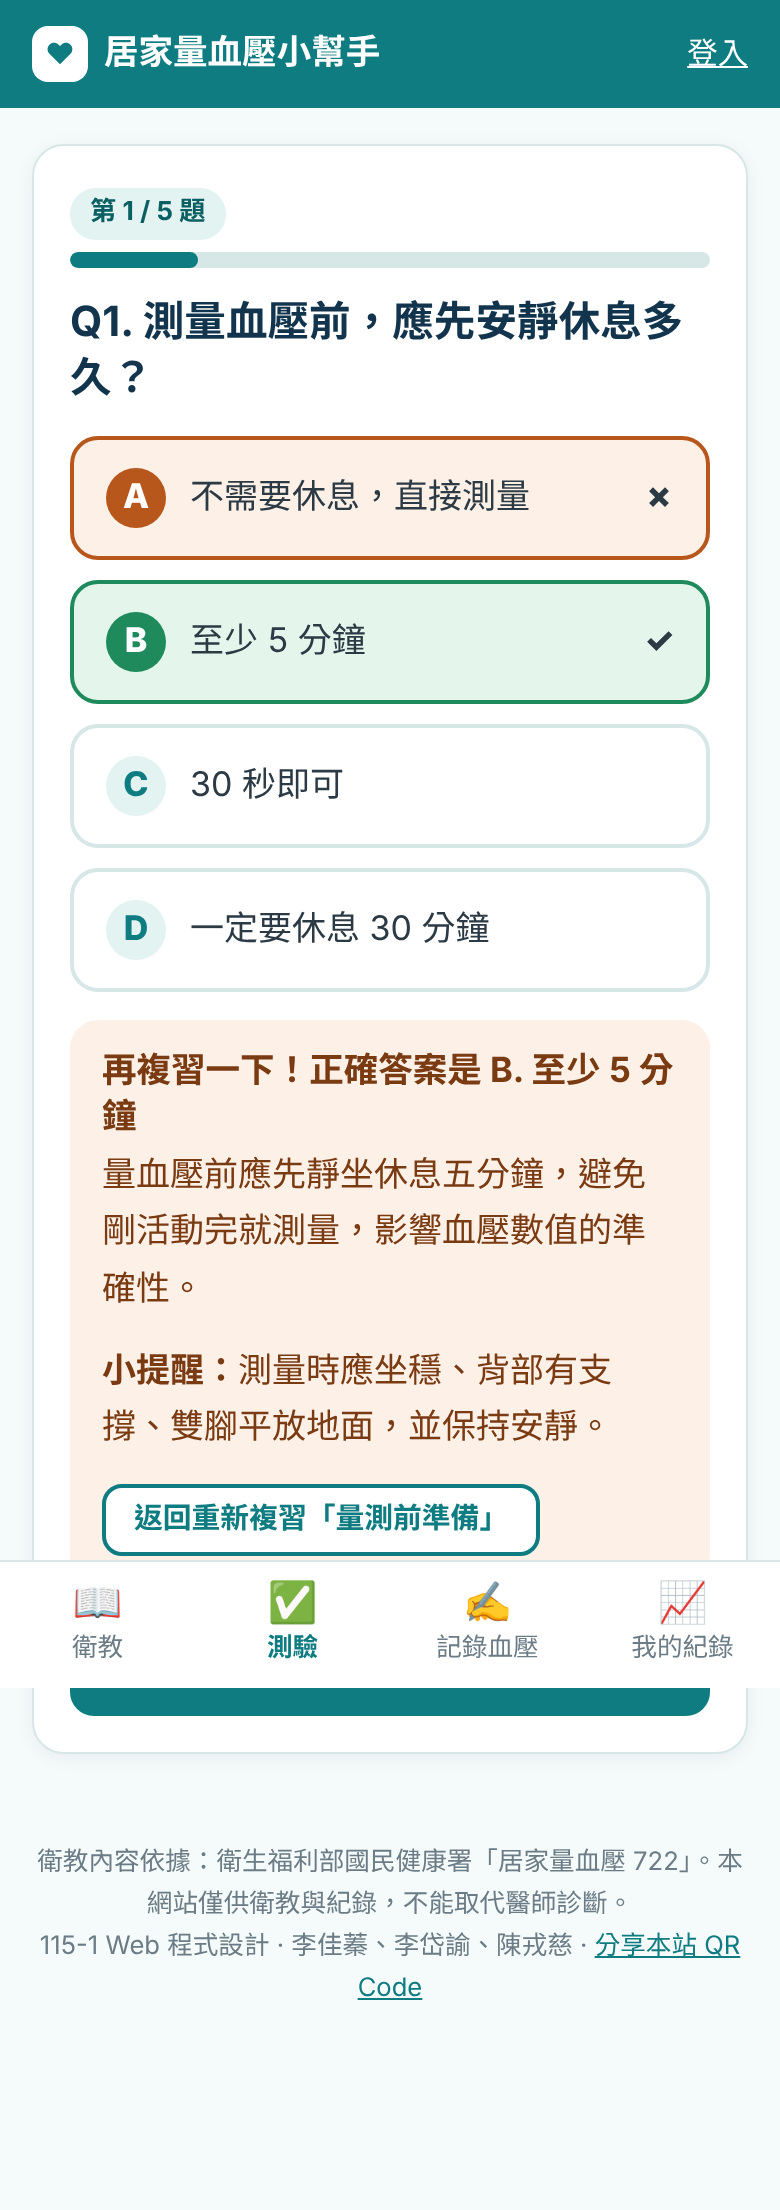 居家量血壓小幫手
登入
第 1 / 5 題
Q1. 測量血壓前，應先安靜休息多
久？
A 不需要休息，直接測量 ×
B 至少 5 分鐘 ✓
C 30 秒即可
D 一定要休息 30 分鐘
再複習一下！正確答案是 B. 至少 5 分
鐘
量血壓前應先靜坐休息五分鐘，避免
剛活動完就測量，影響血壓數值的準
確性。
小提醒：測量時應坐穩、背部有支
撐、雙腳平放地面，並保持安靜。
返回重新複習「量測前準備」
衛教
測驗
記錄血壓
我的紀錄
衛教內容依據：衛生福利部國民健康署「居家量血壓 722」。本
網站僅供衛教與紀錄，不能取代醫師診斷。
115-1 Web 程式設計 · 李佳蓁、李岱諭、陳戎慈 · 分享本站 QR
Code